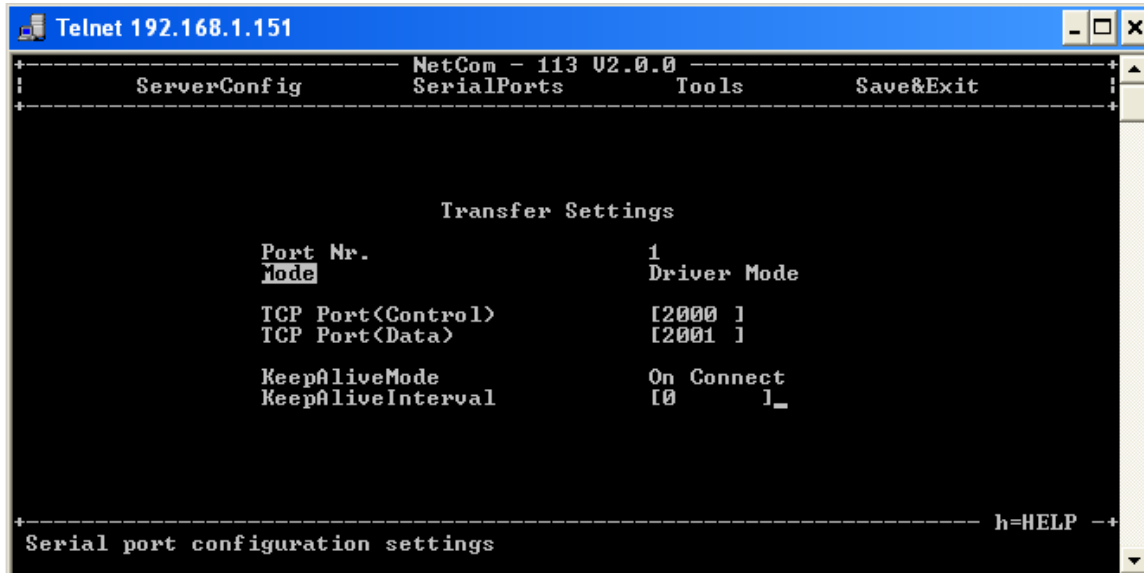 Telnet 192.168.1.151
NetCom - 113 V2.0.0
ServerConfig SerialPorts Tools Save&Exit
Transfer Settings
Port Nr. 1
Mode Driver Mode
TCP Port(Control) [2000 ]
TCP Port(Data) [2001 ]
KeepAliveMode On Connect
KeepAliveInterval [0 ]_
h=HELP
Serial port configuration settings